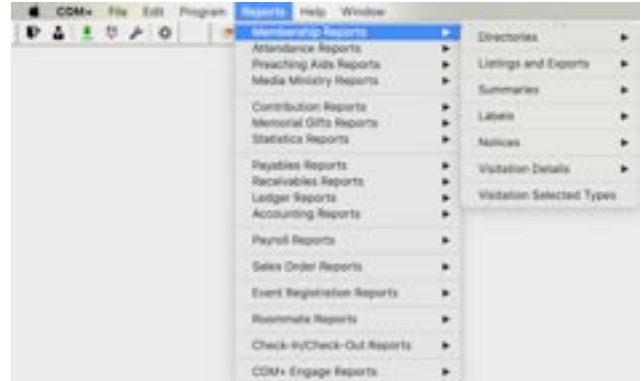 CDM+ File Edit Program Reports Help Window
Membership Reports
Attendance Reports
Preaching Aids Reports
Media Ministry Reports
Contribution Reports
Memorial Gifts Reports
Statistics Reports
Payables Reports
Receivables Reports
Ledger Reports
Accounting Reports
Payroll Reports
Sales Order Reports
Event Registration Reports
Roommate Reports
Check-In/Check-Out Reports
CDM+ Engage Reports
Directories
Listings and Exports
Summaries
Labels
Notices
Visitation Details
Visitation Selected Types